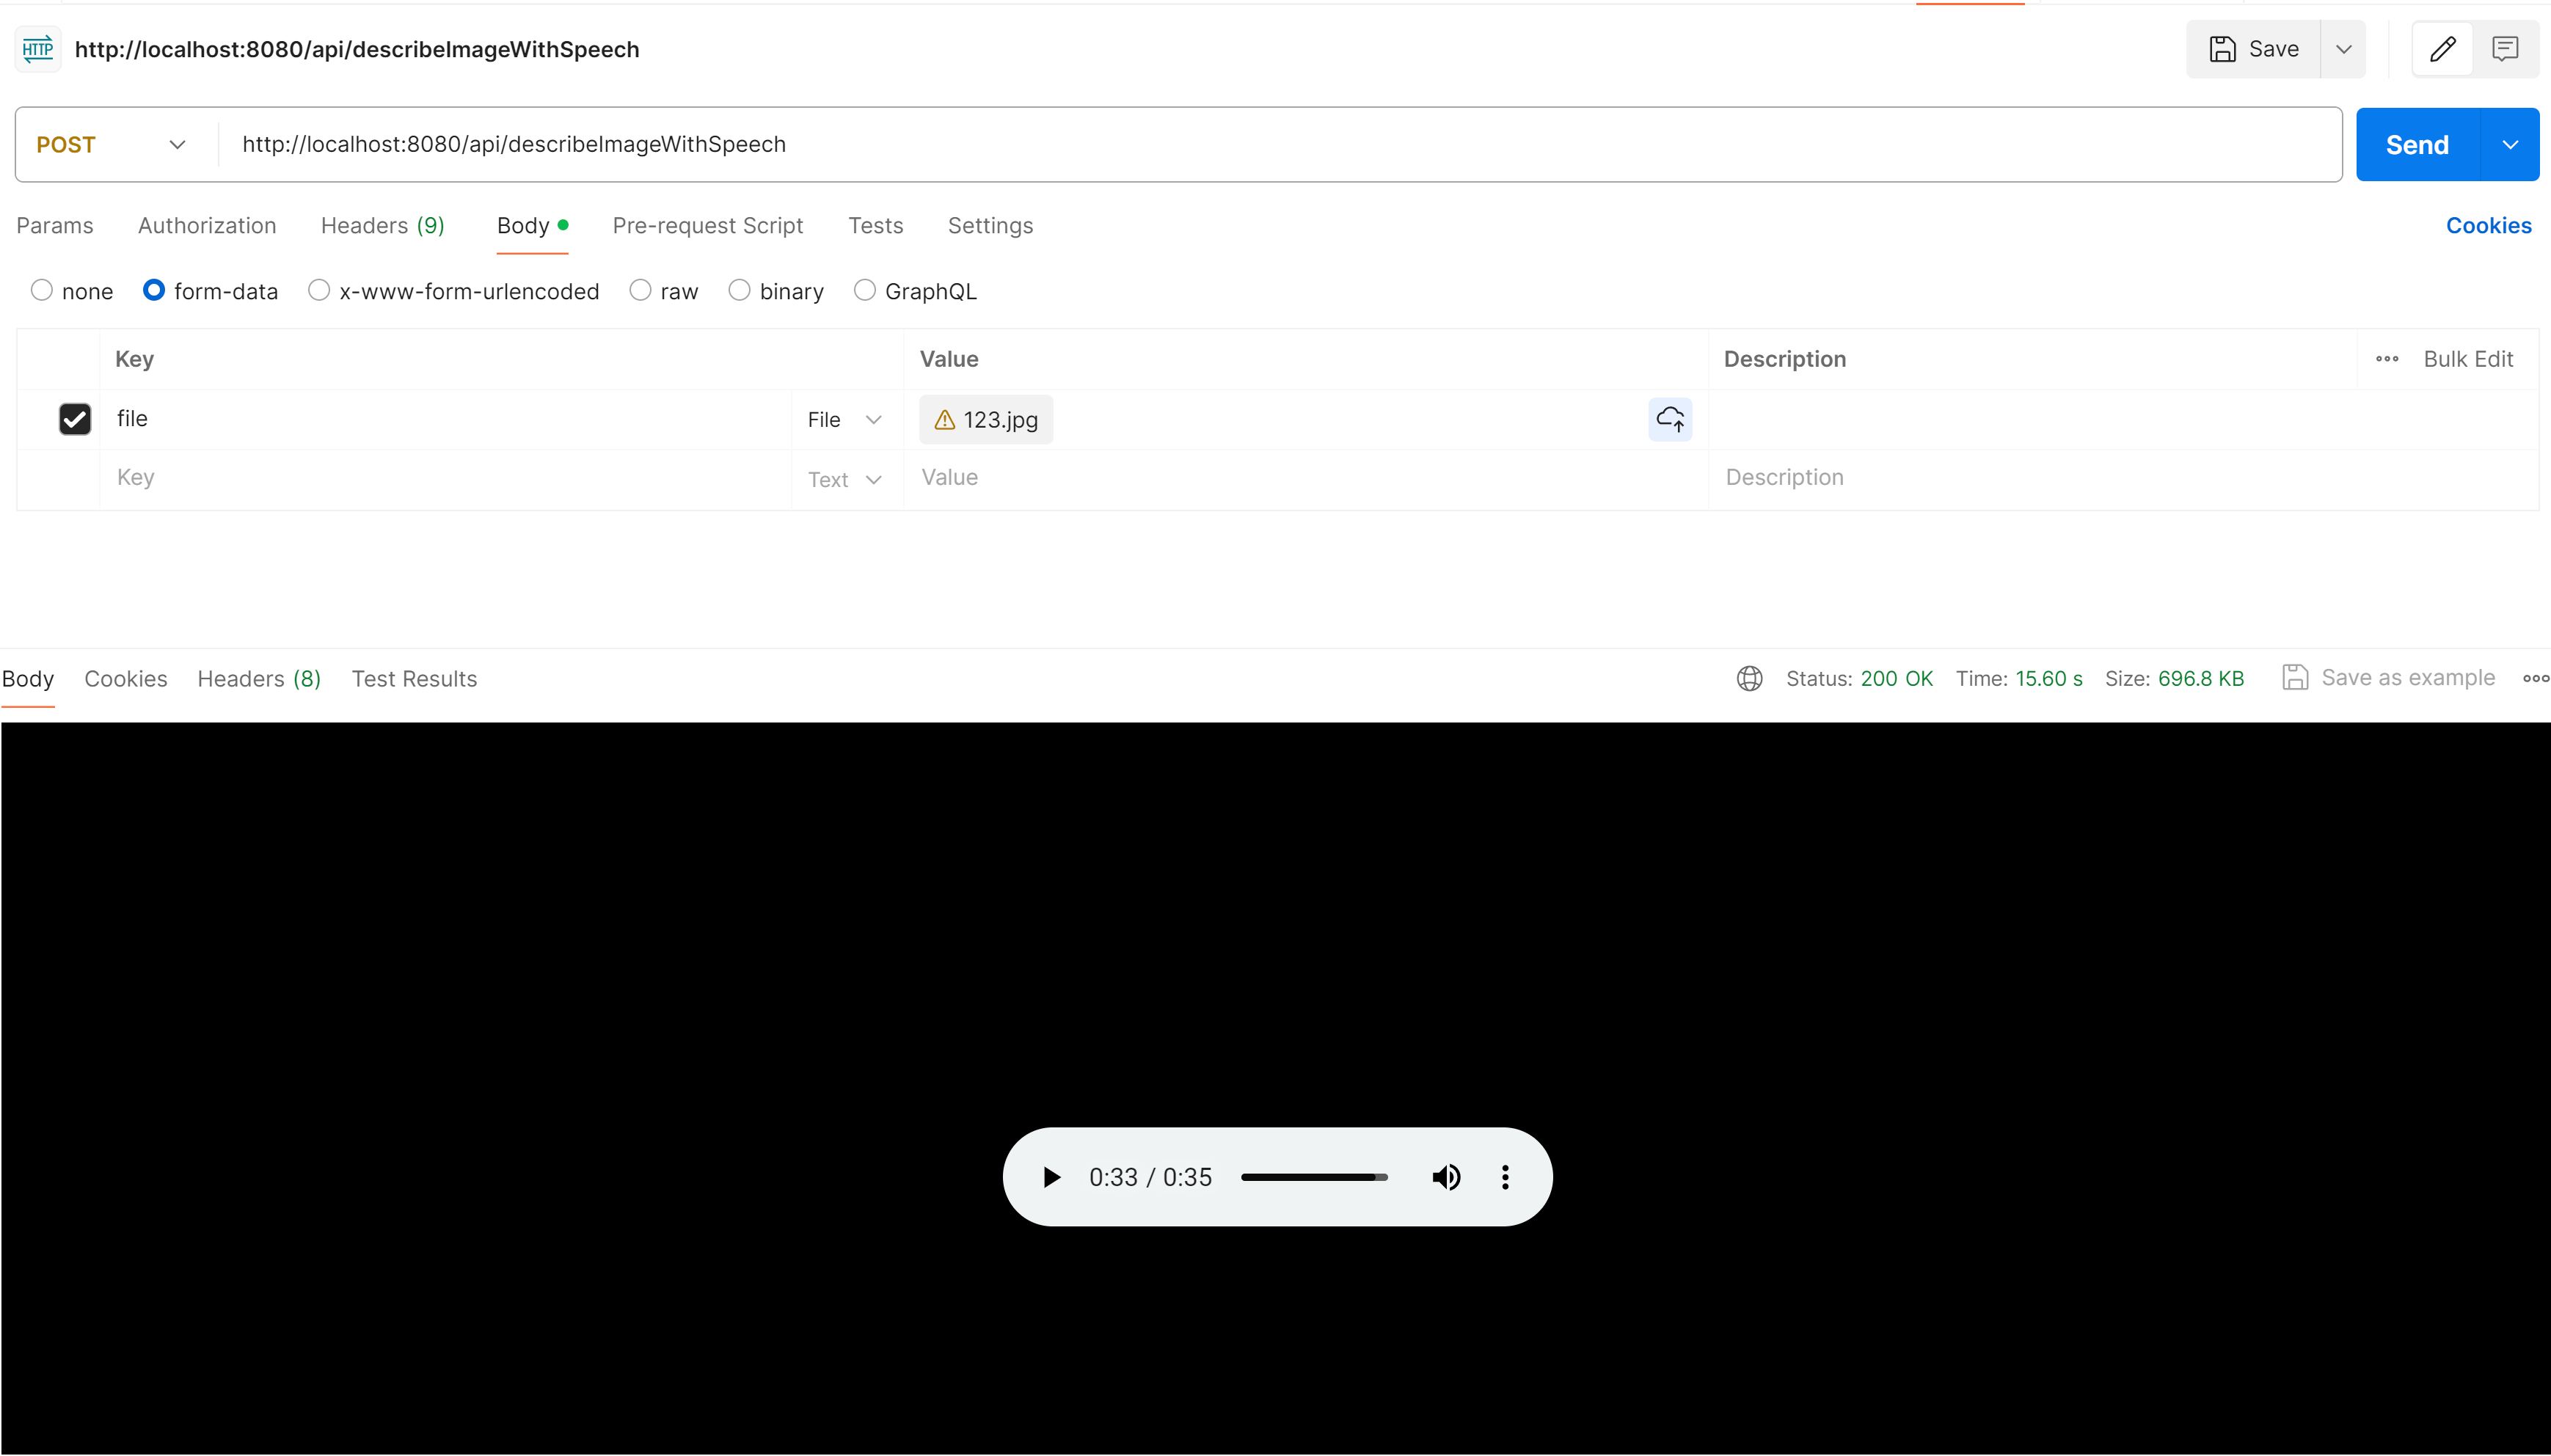 HTTP http://localhost:8080/api/describeImageWithSpeech Save
POST http://localhost:8080/api/describeImageWithSpeech Send
Params Authorization Headers (9) Body Pre-request Script Tests Settings Cookies
none form-data x-www-form-urlencoded raw binary GraphQL
Key Value Description Bulk Edit
file File 123.jpg
Key Text Value Description
Body Cookies Headers (8) Test Results Status: 200 OK Time: 15.60 s Size: 696.8 KB Save as example
0:33 / 0:35